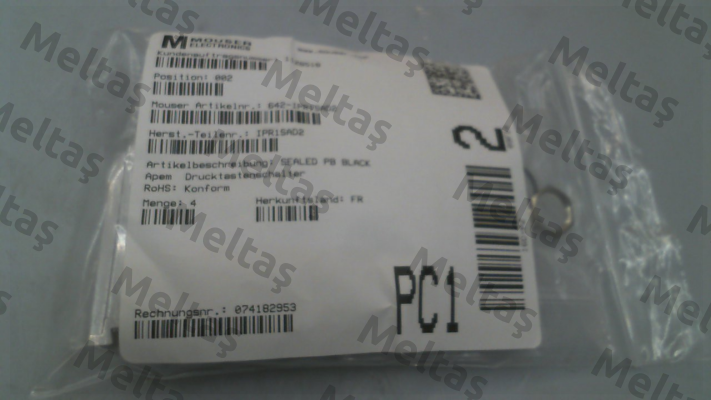 MOUSER
ELECTRONICS
Position: 002
Mouser Artikelnr.: 642-IPR1SAD2
Herst.-Teilenr.: IPR1SAD2
Artikelbeschreibung: SEALED PB BLACK
Apem Drucktastenschalter
RoHS: Konform
Menge: 4
Herkunftsland: FR
Rechnungsnr.: 074182953
2
PC1
Meltaş